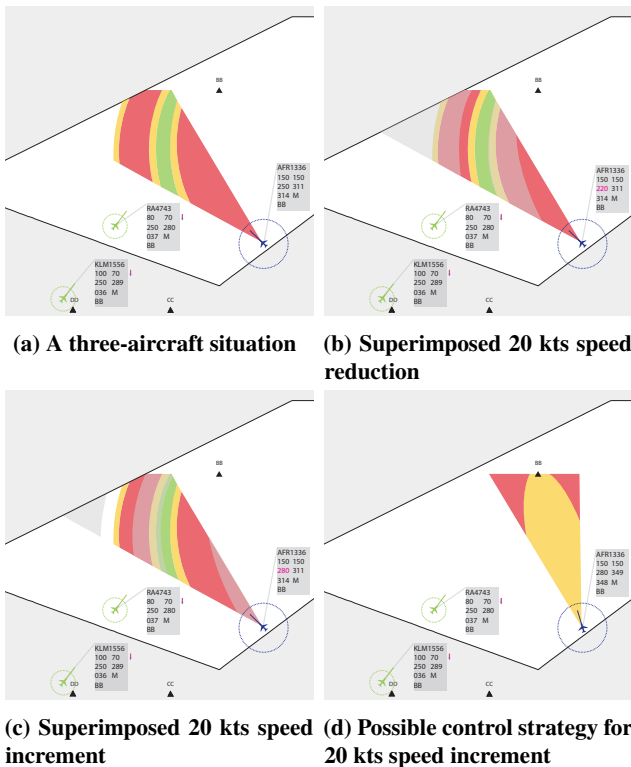 BB
AFR1336
150 150
250 311
314 M
BB
RA4743
80 70
250 280
037 M
BB
KLM1556
100 70
250 289
036 M
BB
DD
CC
(a) A three-aircraft situation
BB
AFR1336
150 150
220 311
314 M
BB
RA4743
80 70
250 280
037 M
BB
KLM1556
100 70
250 289
036 M
BB
DD
CC
(b) Superimposed 20 kts speed
reduction
BB
AFR1336
150 150
280 311
314 M
BB
RA4743
80 70
250 280
037 M
BB
KLM1556
100 70
250 289
036 M
BB
DD
CC
(c) Superimposed 20 kts speed
increment
BB
AFR1336
150 150
280 349
348 M
BB
RA4743
80 70
250 280
037 M
BB
KLM1556
100 70
250 289
036 M
BB
DD
CC
(d) Possible control strategy for
20 kts speed increment